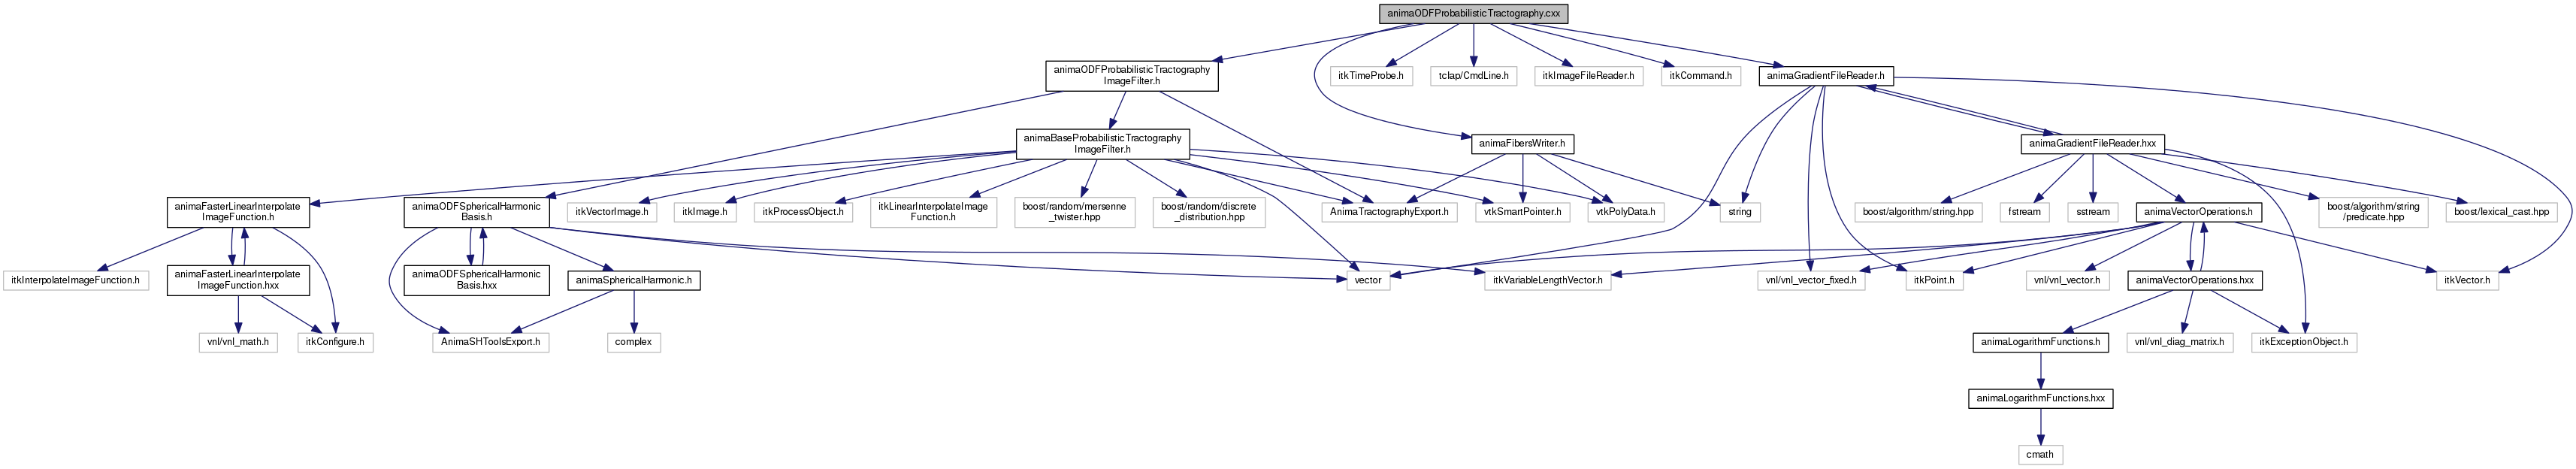 animaODFProbabilisticTractography.cxx
animaODFProbabilisticTractography
ImageFilter.h
itkTimeProbe.h
tclap/CmdLine.h
itkImageFileReader.h
itkCommand.h
animaGradientFileReader.h
animaBaseProbabilisticTractography
ImageFilter.h
animaFibersWriter.h
animaGradientFileReader.hxx
animaFasterLinearInterpolate
ImageFunction.h
animaODFSphericalHarmonic
Basis.h
itkVectorImage.h
itkImage.h
itkProcessObject.h
itkLinearInterpolateImage
Function.h
boost/random/mersenne
_twister.hpp
boost/random/discrete
_distribution.hpp
AnimaTractographyExport.h
vtkSmartPointer.h
vtkPolyData.h
string
boost/algorithm/string.hpp
fstream
sstream
animaVectorOperations.h
boost/algorithm/string
/predicate.hpp
boost/lexical_cast.hpp
itkInterpolateImageFunction.h
animaFasterLinearInterpolate
ImageFunction.hxx
animaODFSphericalHarmonic
Basis.hxx
animaSphericalHarmonic.h
vector
itkVariableLengthVector.h
vnl/vnl_vector_fixed.h
itkPoint.h
vnl/vnl_vector.h
animaVectorOperations.hxx
itkVector.h
vnl/vnl_math.h
itkConfigure.h
AnimaSHToolsExport.h
complex
animaLogarithmFunctions.h
vnl/vnl_diag_matrix.h
itkExceptionObject.h
animaLogarithmFunctions.hxx
cmath